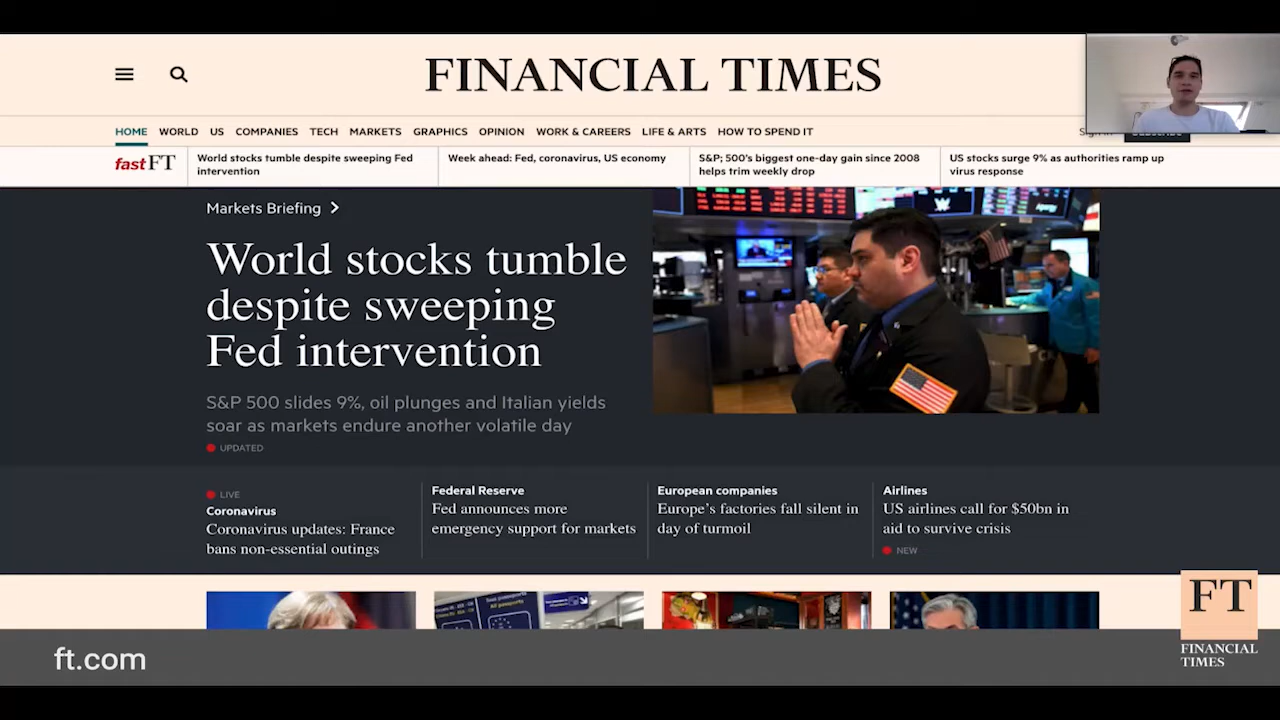 FINANCIAL TIMES
HOME WORLD US COMPANIES TECH MARKETS GRAPHICS OPINION WORK & CAREERS LIFE & ARTS HOW TO SPEND IT
fastFT
World stocks tumble despite sweeping Fed
intervention
Week ahead: Fed, coronavirus, US economy
S&P; 500's biggest one-day gain since 2008
helps trim weekly drop
US stocks surge 9% as authorities ramp up
virus response
Markets Briefing
World stocks tumble
despite sweeping
Fed intervention
S&P 500 slides 9%, oil plunges and Italian yields
soar as markets endure another volatile day
UPDATED
LIVE
Coronavirus
Coronavirus updates: France
bans non-essential outings
Federal Reserve
Fed announces more
emergency support for markets
European companies
Europe's factories fall silent in
day of turmoil
Airlines
US airlines call for $50bn in
aid to survive crisis
NEW
ft.com
FT
FINANCIAL
TIMES